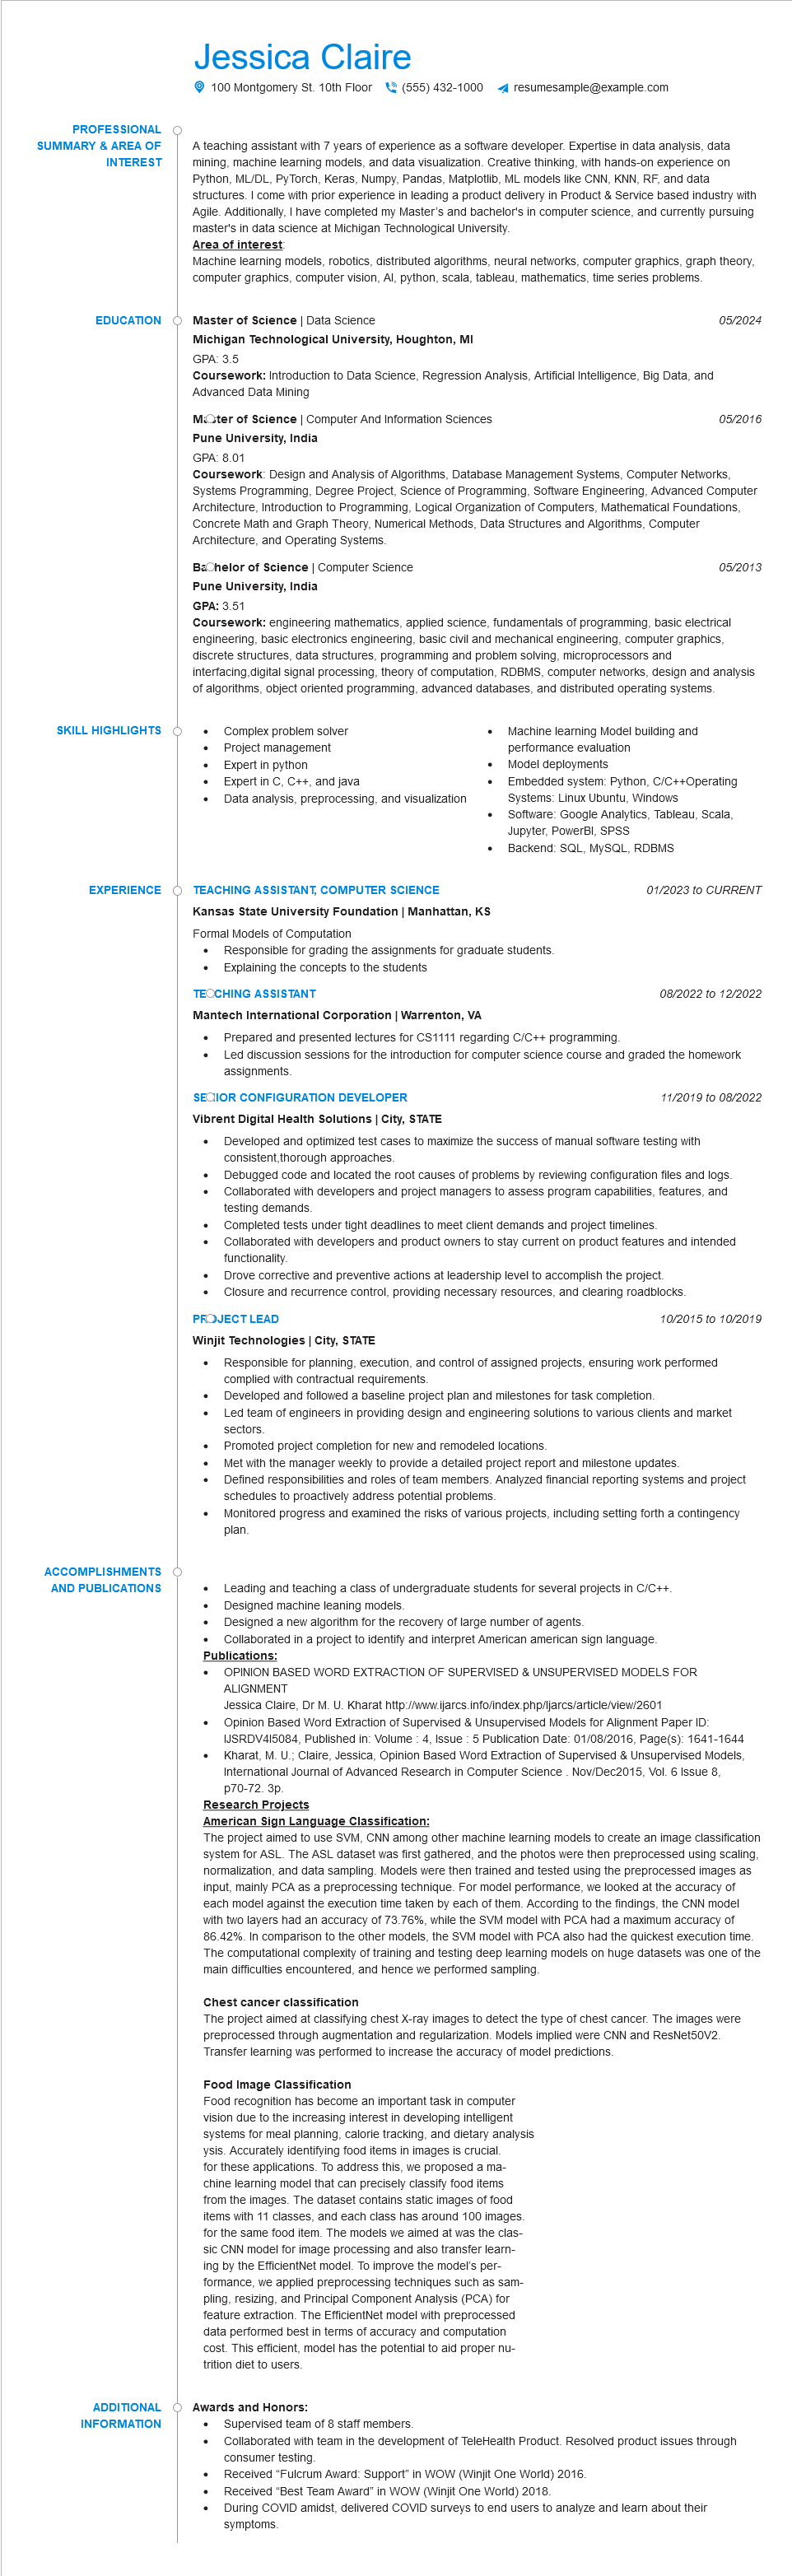 Jessica Claire
100 Montgomery St. 10th Floor (555) 432-1000 resumesample@example.com
PROFESSIONAL
SUMMARY & AREA OF
INTEREST
A teaching assistant with 7 years of experience as a software developer. Expertise in data analysis, data
mining, machine learning models, and data visualization. Creative thinking, with hands-on experience on
Python, ML/DL, PyTorch, Keras, Numpy, Pandas, Matplotlib, ML models like CNN, KNN, RF, and data
structures. I come with prior experience in leading a product delivery in Product & Service based industry with
Agile. Additionally, I have completed my Master's and bachelor's in computer science, and currently pursuing
master's in data science at Michigan Technological University.
Area of interest:
Machine learning models, robotics, distributed algorithms, neural networks, computer graphics, graph theory,
computer graphics, computer vision, AI, python, scala, tableau, mathematics, time series problems.
EDUCATION
Master of Science | Data Science 05/2024
Michigan Technological University, Houghton, MI
GPA: 3.5
Coursework: Introduction to Data Science, Regression Analysis, Artificial Intelligence, Big Data, and
Advanced Data Mining
Master of Science | Computer And Information Sciences 05/2016
Pune University, India
GPA: 8.01
Coursework: Design and Analysis of Algorithms, Database Management Systems, Computer Networks,
Systems Programming, Degree Project, Science of Programming, Software Engineering, Advanced Computer
Architecture, Introduction to Programming, Logical Organization of Computers, Mathematical Foundations,
Concrete Math and Graph Theory, Numerical Methods, Data Structures and Algorithms, Computer
Architecture, and Operating Systems.
Bachelor of Science | Computer Science 05/2013
Pune University, India
GPA: 3.51
Coursework: engineering mathematics, applied science, fundamentals of programming, basic electrical
engineering, basic electronics engineering, basic civil and mechanical engineering, computer graphics,
discrete structures, data structures, programming and problem solving, microprocessors and
interfacing,digital signal processing, theory of computation, RDBMS, computer networks, design and analysis
of algorithms, object oriented programming, advanced databases, and distributed operating systems.
SKILL HIGHLIGHTS
• Complex problem solver
• Project management
• Expert in python
• Expert in C, C++, and java
• Data analysis, preprocessing, and visualization
• Machine learning Model building and
performance evaluation
• Model deployments
• Embedded system: Python, C/C++Operating
Systems: Linux Ubuntu, Windows
• Software: Google Analytics, Tableau, Scala,
Jupyter, PowerBI, SPSS
• Backend: SQL, MySQL, RDBMS
EXPERIENCE
TEACHING ASSISTANT, COMPUTER SCIENCE 01/2023 to CURRENT
Kansas State University Foundation | Manhattan, KS
Formal Models of Computation
• Responsible for grading the assignments for graduate students.
• Explaining the concepts to the students
TEACHING ASSISTANT 08/2022 to 12/2022
Mantech International Corporation | Warrenton, VA
• Prepared and presented lectures for CS1111 regarding C/C++ programming.
• Led discussion sessions for the introduction for computer science course and graded the homework
assignments.
SENIOR CONFIGURATION DEVELOPER 11/2019 to 08/2022
Vibrent Digital Health Solutions | City, STATE
• Developed and optimized test cases to maximize the success of manual software testing with
consistent,thorough approaches.
• Debugged code and located the root causes of problems by reviewing configuration files and logs.
• Collaborated with developers and project managers to assess program capabilities, features, and
testing demands.
• Completed tests under tight deadlines to meet client demands and project timelines.
• Collaborated with developers and product owners to stay current on product features and intended
functionality.
• Drove corrective and preventive actions at leadership level to accomplish the project.
• Closure and recurrence control, providing necessary resources, and clearing roadblocks.
PROJECT LEAD 10/2015 to 10/2019
Winjit Technologies | City, STATE
• Responsible for planning, execution, and control of assigned projects, ensuring work performed
complied with contractual requirements.
• Developed and followed a baseline project plan and milestones for task completion.
• Led team of engineers in providing design and engineering solutions to various clients and market
sectors.
• Promoted project completion for new and remodeled locations.
• Met with the manager weekly to provide a detailed project report and milestone updates.
• Defined responsibilities and roles of team members. Analyzed financial reporting systems and project
schedules to proactively address potential problems.
• Monitored progress and examined the risks of various projects, including setting forth a contingency
plan.
ACCOMPLISHMENTS
AND PUBLICATIONS
• Leading and teaching a class of undergraduate students for several projects in C/C++.
• Designed machine leaning models.
• Designed a new algorithm for the recovery of large number of agents.
• Collaborated in a project to identify and interpret American american sign language.
Publications:
• OPINION BASED WORD EXTRACTION OF SUPERVISED & UNSUPERVISED MODELS FOR
ALIGNMENT
Jessica Claire, Dr M. U. Kharat http://www.ijarcs.info/index.php/Ijarcs/article/view/2601
• Opinion Based Word Extraction of Supervised & Unsupervised Models for Alignment Paper ID:
IJSRDV4I5084, Published in: Volume : 4, Issue : 5 Publication Date: 01/08/2016, Page(s): 1641-1644
• Kharat, M. U.; Claire, Jessica, Opinion Based Word Extraction of Supervised & Unsupervised Models,
International Journal of Advanced Research in Computer Science . Nov/Dec2015, Vol. 6 Issue 8,
p70-72. 3p.
Research Projects
American Sign Language Classification:
The project aimed to use SVM, CNN among other machine learning models to create an image classification
system for ASL. The ASL dataset was first gathered, and the photos were then preprocessed using scaling,
normalization, and data sampling. Models were then trained and tested using the preprocessed images as
input, mainly PCA as a preprocessing technique. For model performance, we looked at the accuracy of
each model against the execution time taken by each of them. According to the findings, the CNN model
with two layers had an accuracy of 73.76%, while the SVM model with PCA had a maximum accuracy of
86.42%. In comparison to the other models, the SVM model with PCA also had the quickest execution time.
The computational complexity of training and testing deep learning models on huge datasets was one of the
main difficulties encountered, and hence we performed sampling.
Chest cancer classification
The project aimed at classifying chest X-ray images to detect the type of chest cancer. The images were
preprocessed through augmentation and regularization. Models implied were CNN and ResNet50V2.
Transfer learning was performed to increase the accuracy of model predictions.
Food Image Classification
Food recognition has become an important task in computer
vision due to the increasing interest in developing intelligent
systems for meal planning, calorie tracking, and dietary analysis
ysis. Accurately identifying food items in images is crucial.
for these applications. To address this, we proposed a ma-
chine learning model that can precisely classify food items
from the images. The dataset contains static images of food
items with 11 classes, and each class has around 100 images.
for the same food item. The models we aimed at was the clas-
sic CNN model for image processing and also transfer learn-
ing by the EfficientNet model. To improve the model's per-
formance, we applied preprocessing techniques such as sam-
pling, resizing, and Principal Component Analysis (PCA) for
feature extraction. The EfficientNet model with preprocessed
data performed best in terms of accuracy and computation
cost. This efficient, model has the potential to aid proper nu-
trition diet to users.
ADDITIONAL
INFORMATION
Awards and Honors:
• Supervised team of 8 staff members.
• Collaborated with team in the development of TeleHealth Product. Resolved product issues through
consumer testing.
• Received “Fulcrum Award: Support” in WOW (Winjit One World) 2016.
• Received “Best Team Award” in WOW (Winjit One World) 2018.
• During COVID amidst, delivered COVID surveys to end users to analyze and learn about their
symptoms.